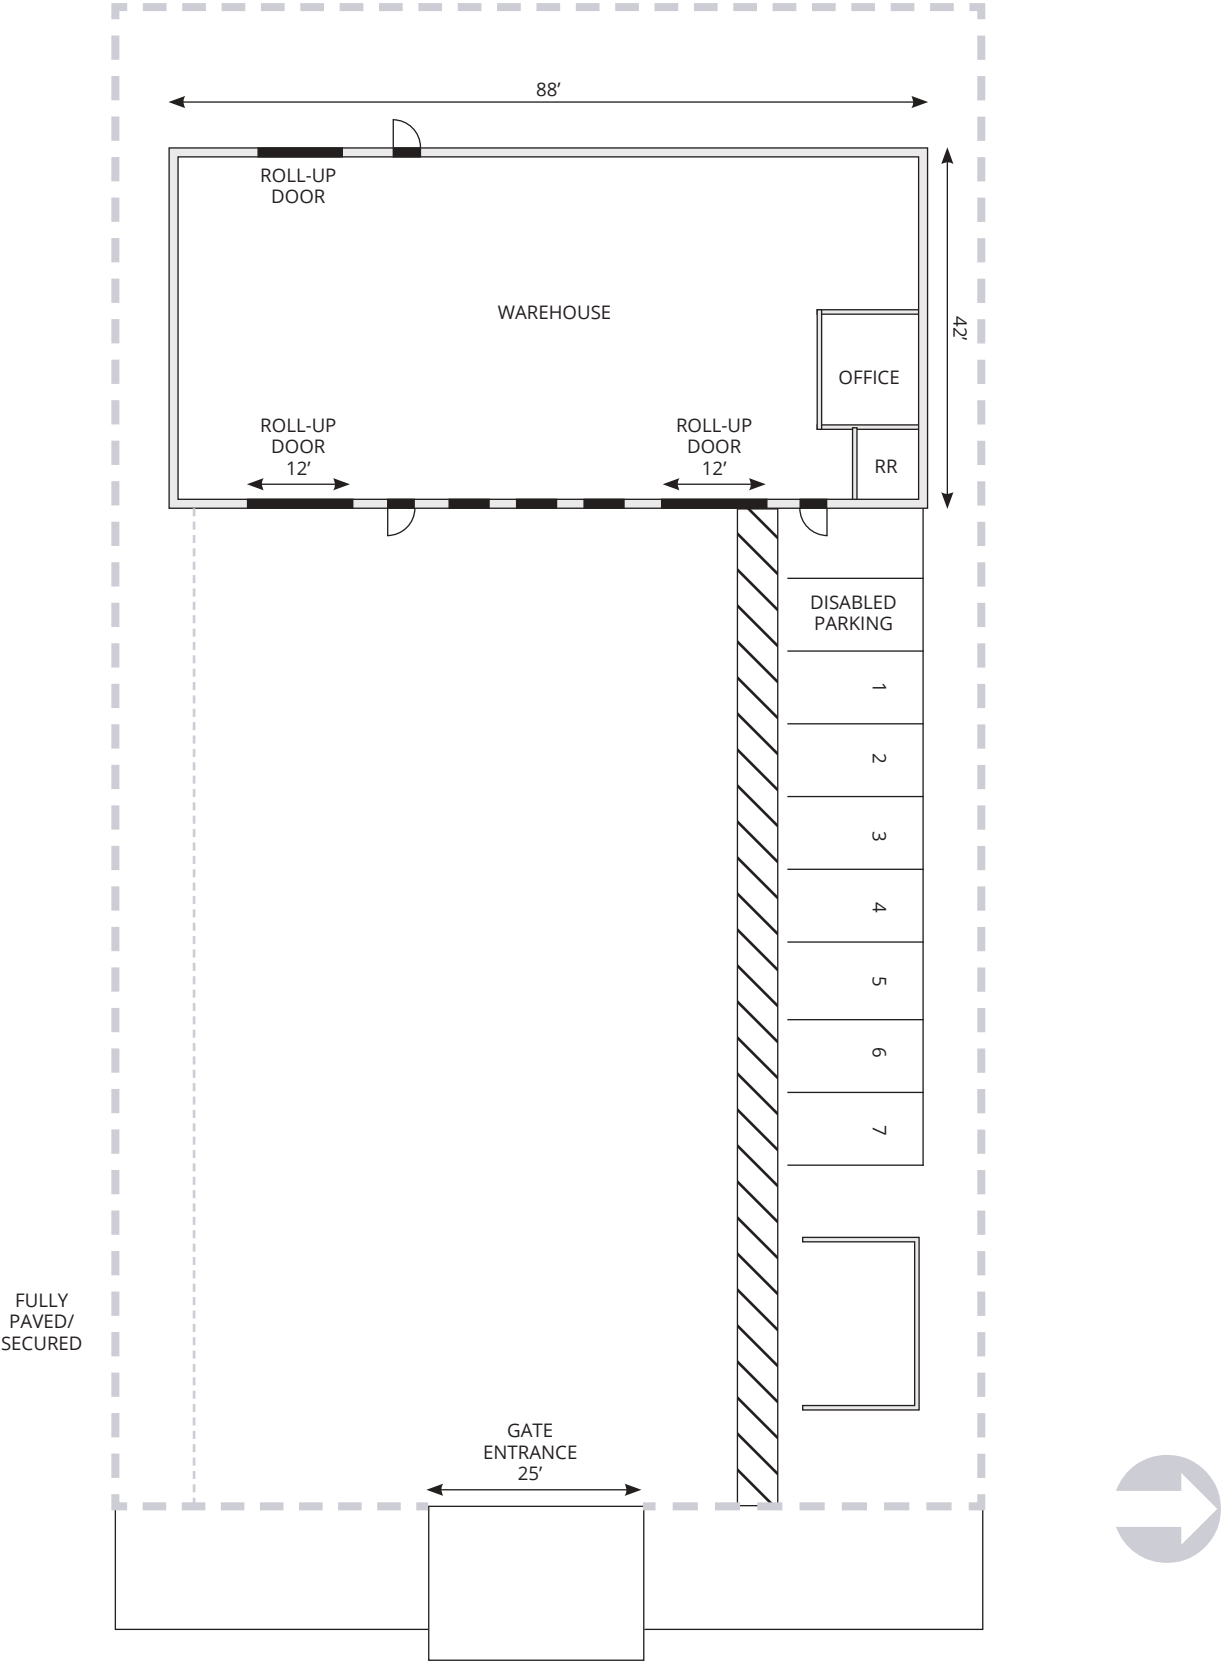 88’
ROLL-UP
DOOR
WAREHOUSE
42’
OFFICE
ROLL-UP
DOOR
12’
ROLL-UP
DOOR
12’
RR
DISABLED
PARKING
1
2
3
4
5
6
7
FULLY
PAVED/
SECURED
GATE
ENTRANCE
25’